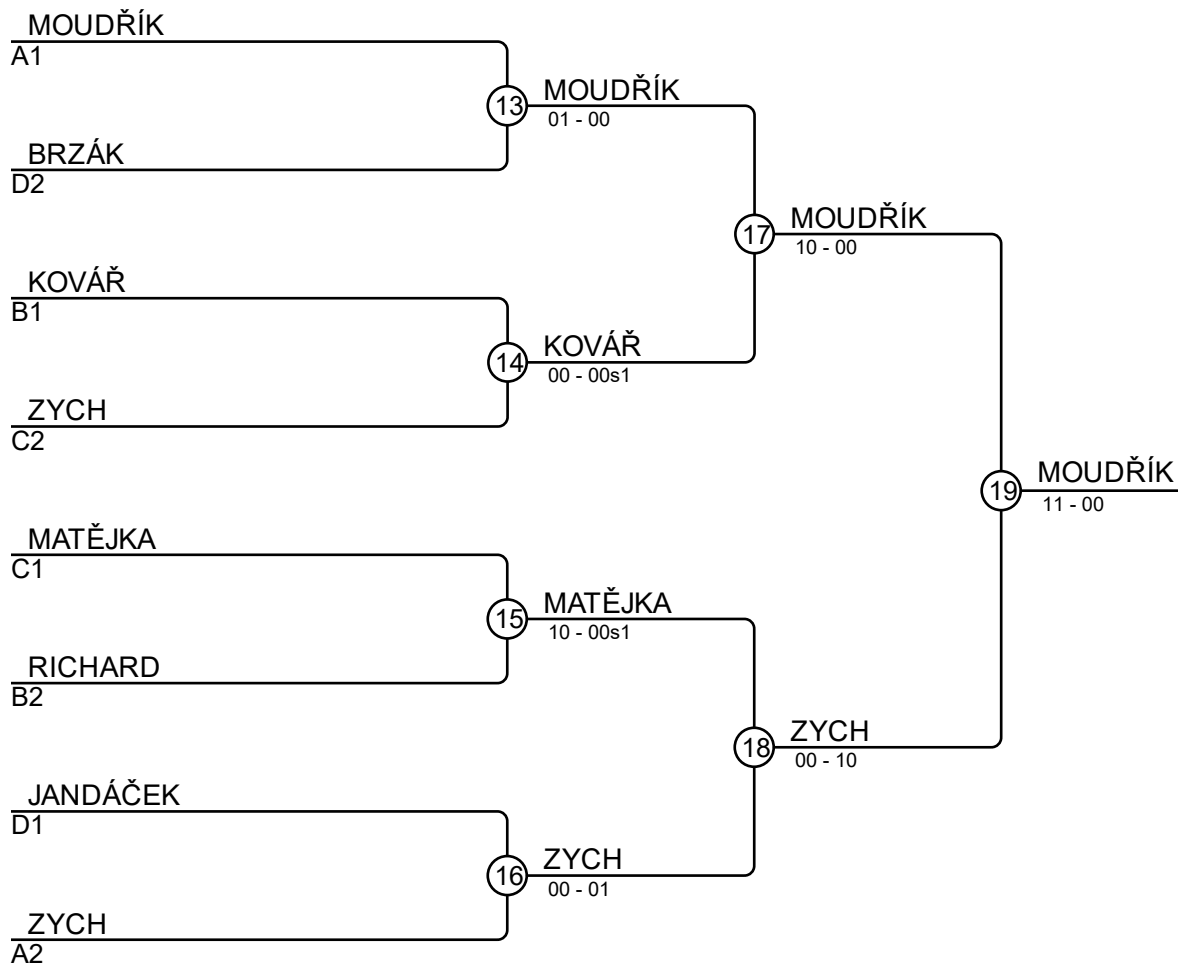 MOUDŘÍK
A1
13
MOUDŘÍK
01 - 00
BRZÁK
D2
17
MOUDŘÍK
10 - 00
KOVÁŘ
B1
14
KOVÁŘ
00 - 00s1
ZYCH
C2
19
MOUDŘÍK
11 - 00
MATĚJKA
C1
15
MATĚJKA
10 - 00s1
RICHARD
B2
18
ZYCH
00 - 10
JANDÁČEK
D1
16
ZYCH
00 - 01
ZYCH
A2